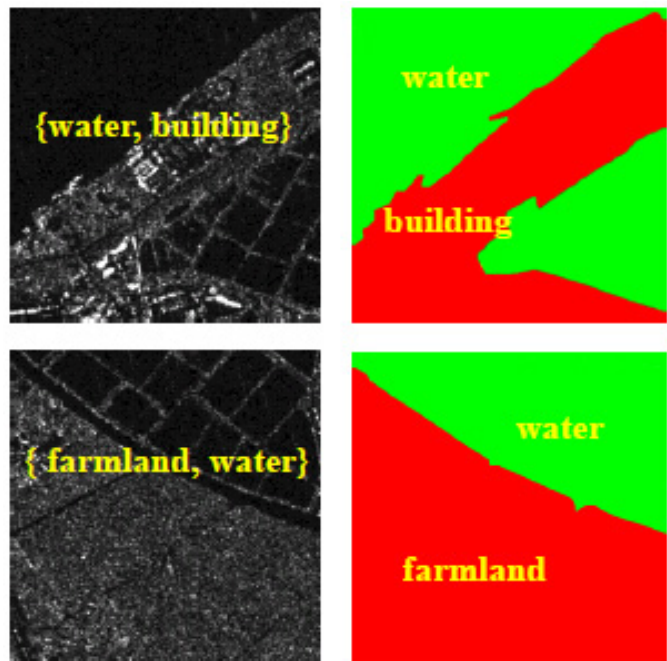 {water, building}
water
building
{ farmland, water}
water
farmland